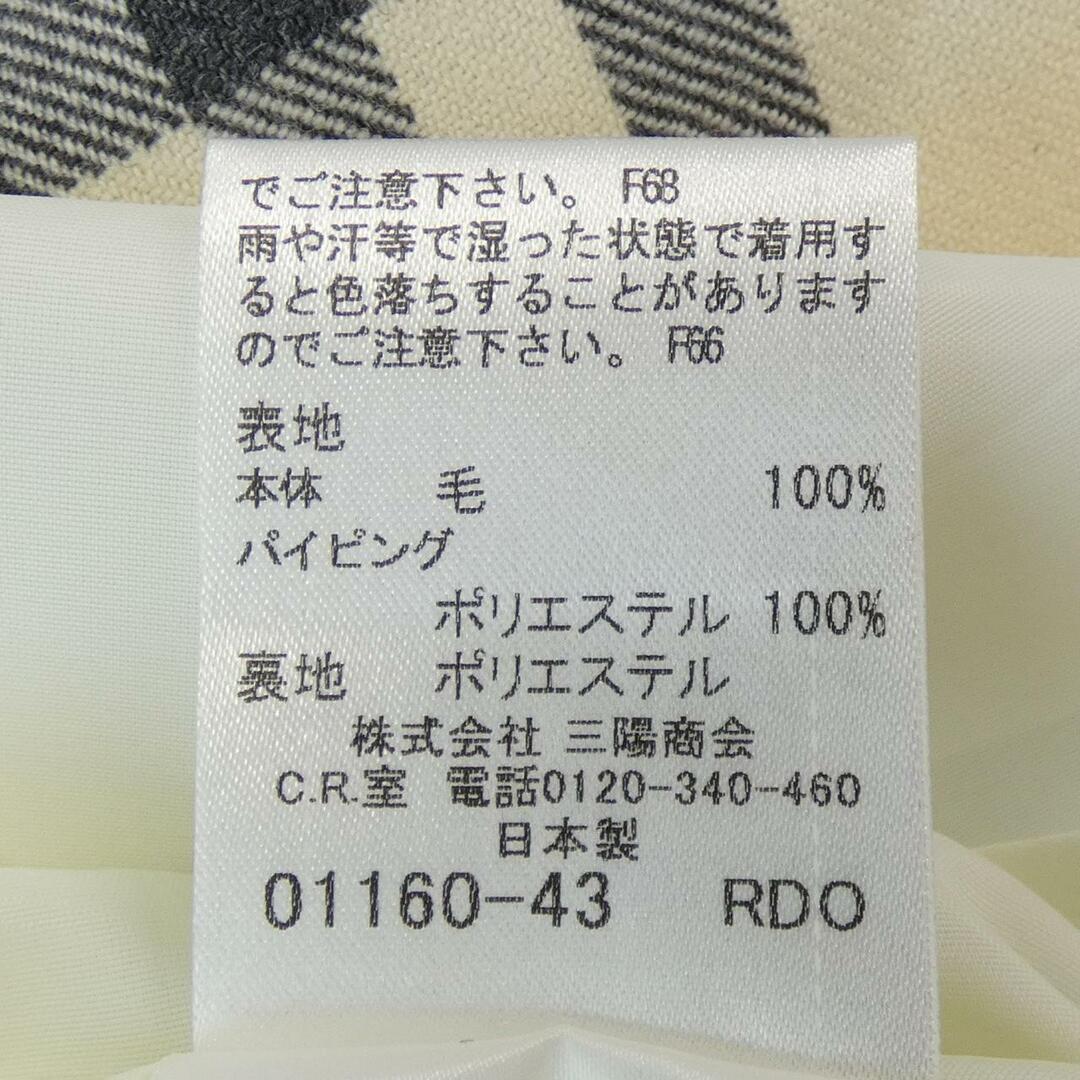 でご注意下さい。 F68
雨や汗等で湿った状態で着用す
ると色落ちすることがあります
のでご注意下さい。 F66
表地
本体 毛 100%
パイピング
ポリエステル 100%
裏地 ポリエステル
株式会社 三陽商会
C.R.室 電話0120-340-460
日本製
01160-43 RDO